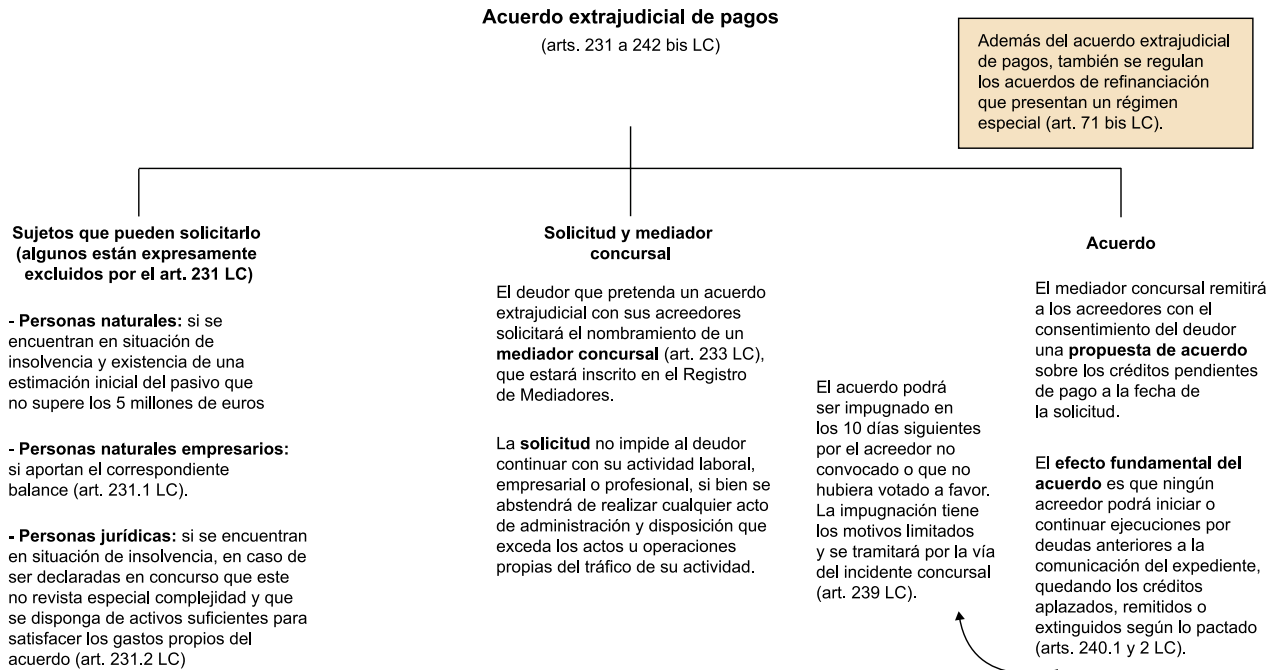 Acuerdo extrajudicial de pagos
(arts. 231 a 242 bis LC)
Además del acuerdo extrajudicial
de pagos, también se regulan
los acuerdos de refinanciación
que presentan un régimen
especial (art. 71 bis LC).
Sujetos que pueden solicitarlo
(algunos están expresamente
excluidos por el art. 231 LC)
- Personas naturales: si se
encuentran en situación de
insolvencia y existencia de una
estimación inicial del pasivo que
no supere los 5 millones de euros
- Personas naturales empresarios:
si aportan el correspondiente
balance (art. 231.1 LC).
- Personas jurídicas: si se encuentran
en situación de insolvencia, en caso de
ser declaradas en concurso que este
no revista especial complejidad y que
se disponga de activos suficientes para
satisfacer los gastos propios del
acuerdo (art. 231.2 LC)
Solicitud y mediador
concursal
El deudor que pretenda un acuerdo
extrajudicial con sus acreedores
solicitará el nombramiento de un
mediador concursal (art. 233 LC),
que estará inscrito en el Registro
de Mediadores.
La solicitud no impide al deudor
continuar con su actividad laboral,
empresarial o profesional, si bien se
abstendrá de realizar cualquier acto
de administración y disposición que
exceda los actos u operaciones
propias del tráfico de su actividad.
El acuerdo podrá
ser impugnado en
los 10 días siguientes
por el acreedor no
convocado o que no
hubiera votado a favor.
La impugnación tiene
los motivos limitados
y se tramitará por la vía
del incidente concursal
(art. 239 LC).
Acuerdo
El mediador concursal remitirá
a los acreedores con el
consentimiento del deudor
una propuesta de acuerdo
sobre los créditos pendientes
de pago a la fecha de
la solicitud.
El efecto fundamental del
acuerdo es que ningún
acreedor podrá iniciar o
continuar ejecuciones por
deudas anteriores a la
comunicación del expediente,
quedando los créditos
aplazados, remitidos o
extinguidos según lo pactado
(arts. 240.1 y 2 LC).